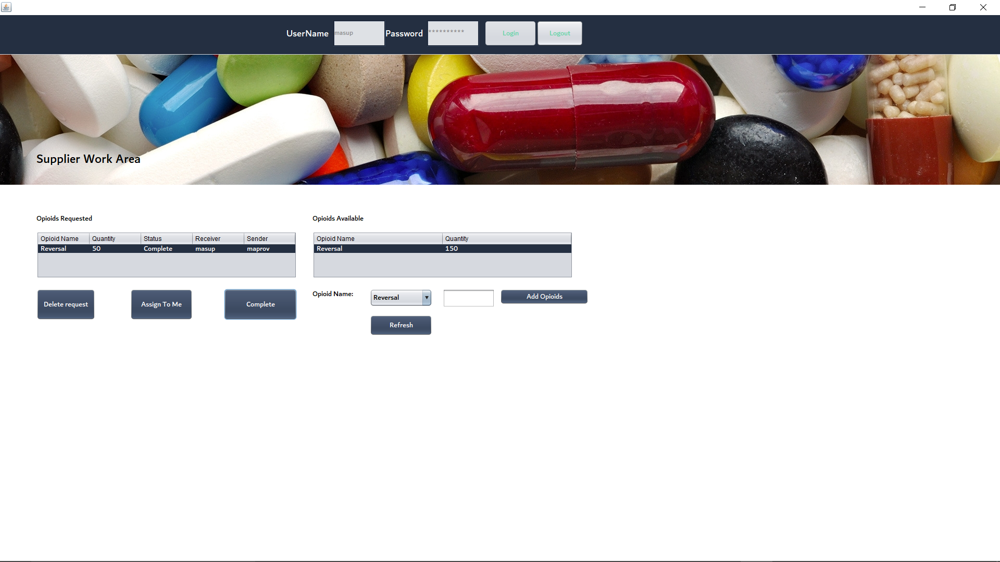 UserName masup Password ********** Login Logout
Supplier Work Area
Opioids Requested
Opioid Name Quantity Status Receiver Sender
Reversal 50 Complete masup maprov
Delete request Assign To Me Complete
Opioids Available
Opioid Name Quantity
Reversal 150
Opioid Name: Reversal Add Opioids
Refresh